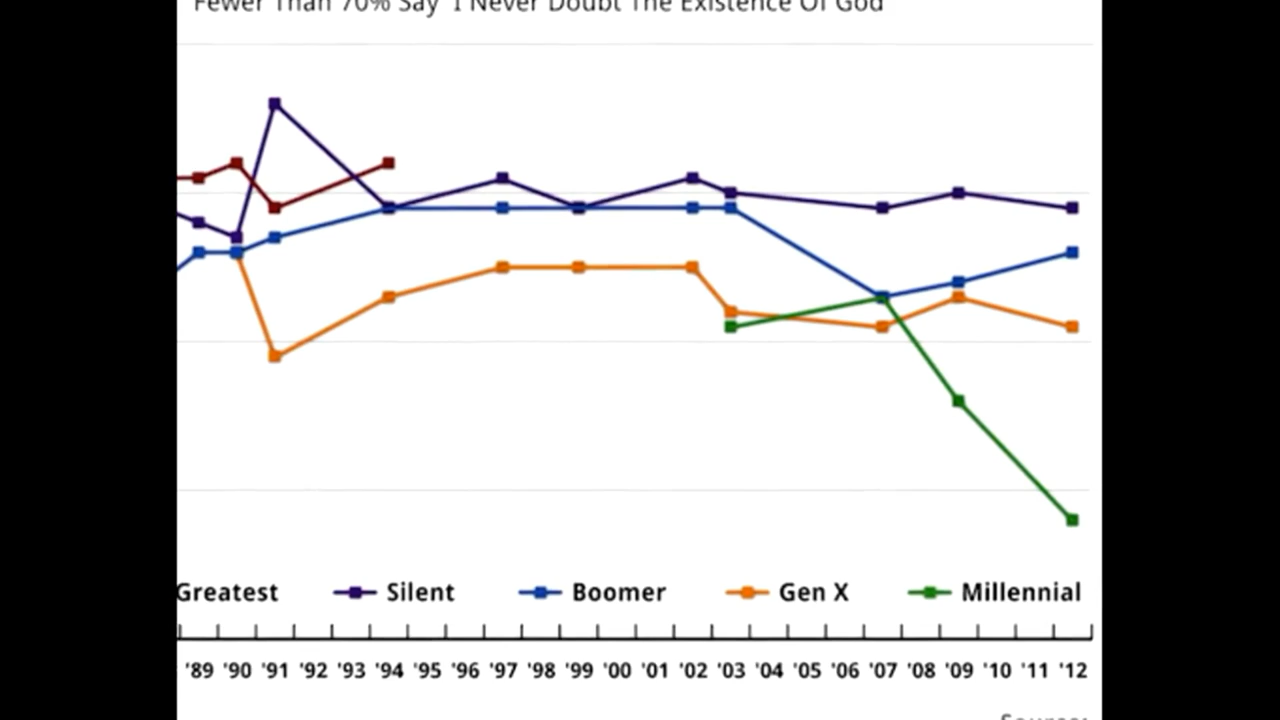 Fewer Than 70% Say "I Never Doubt The Existence Of God
Greatest Silent Boomer Gen X Millennial
'89 '90 '91 '92 '93 '94 '95 '96 '97 '98 '99 '00 '01 '02 '03 '04 '05 '06 '07 '08 '09 '10 '11 '12